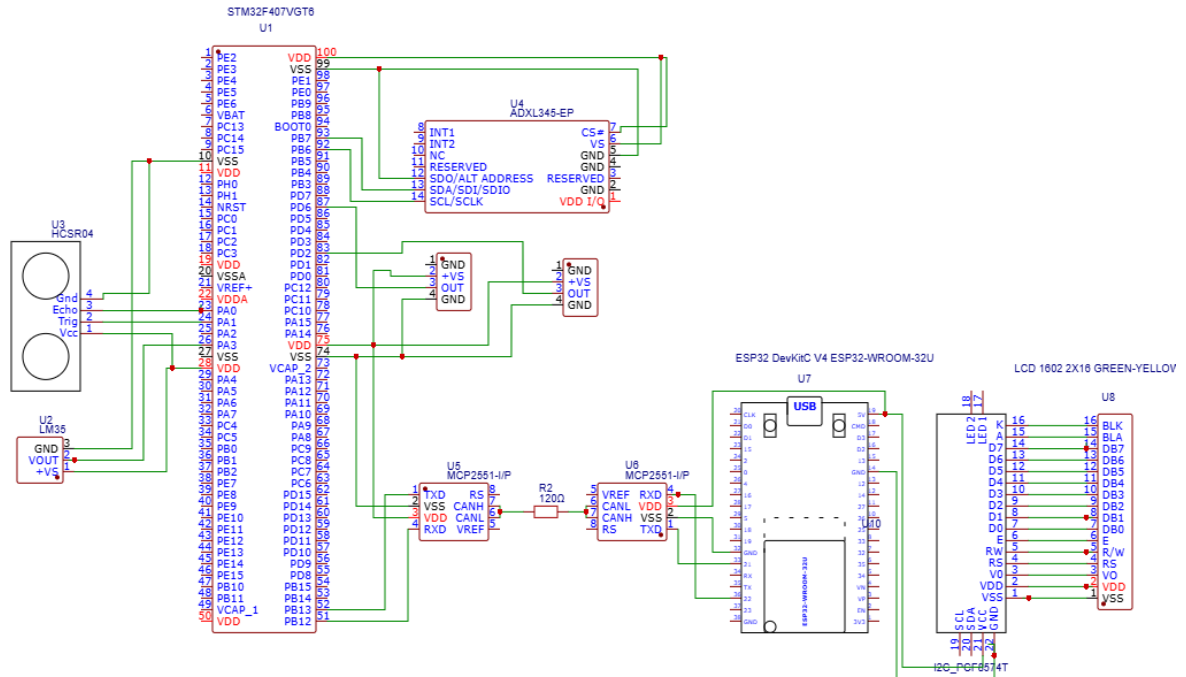 STM32F407VGT6
U1
1 PE2 VDD 100
2 PE3 VSS 99
3 PE4 PE1 98
4 PE5 PE0 97
5 PE6 PB9 96
6 VBAT PB8 95
7 PC13 BOOT0 94
8 PC14 PB7 93
9 PC15 PB6 92
10 VSS PB5 91
11 VDD PB4 90
12 PH0 PB3 89
13 PH1 PD7 88
14 NRST PD6 87
15 PC0 PD5 86
16 PC1 PD4 85
17 PC2 PD3 84
18 PC3 PD2 83
19 VDD PD1 82
20 VSSA PD0 81
21 VREF+ PC12 80
22 VDDA PC11 79
23 PA0 PC10 78
24 PA1 PA15 77
25 PA2 PA14 76
26 PA3 VDD 75
27 VSS VSS 74
28 VDD VCAP_2 73
29 PA4 PA13 72
30 PA5 PA12 71
31 PA6 PA11 70
32 PA7 PA10 69
33 PC4 PA9 68
34 PC5 PA8 67
35 PB0 PC9 66
36 PB1 PC8 65
37 PB2 PC7 64
38 PE7 PC6 63
39 PE8 PD15 62
40 PE9 PD14 61
41 PE10 PD13 60
42 PE11 PD12 59
43 PE12 PD11 58
44 PE13 PD10 57
45 PE14 PD9 56
46 PE15 PD8 55
47 PB10 PB15 54
48 PB11 PB14 53
49 VCAP_1 PB13 52
50 VDD PB12 51
U3
HCSR04
Gnd 4
Echo 3
Trig 2
Vcc 1
U2
LM35
GND 3
VOUT 2
+VS 1
U4
ADXL345-EP
8 INT1 CS# 7
9 INT2 VS 6
10 NC GND 5
11 RESERVED GND 4
12 SDO/ALT ADDRESS RESERVED 3
13 SDA/SDI/SDIO GND 2
14 SCL/SCLK VDD I/O 1
1 GND
2 +VS
3 OUT
4 GND
1 GND
2 +VS
3 OUT
4 GND
U5
MCP2551-I/P
1 TXD RS 8
2 VSS CANH 7
3 VDD CANL 6
4 RXD VREF 5
R2
120Ω
U6
MCP2551-I/P
5 VREF RXD 4
6 CANL VDD 3
7 CANH VSS 2
8 RS TXD 1
ESP32 DevKitC V4 ESP32-WROOM-32U
U7
USB
U10
ESP32-WROOM-32U
LCD 1602 2X16 GREEN-YELLOW
U8
18 LED2
17 LED1
K 16
A 15
D7 14
D6 13
D5 12
D4 11
D3 10
D2 9
D1 8
D0 7
E 6
RW 5
RS 4
V0 3
VDD 2
VSS 1
19 SCL
20 SDA
21 VCC
22 GND
I2C_PCF8574T
16 BLK
15 BLA
14 DB7
13 DB6
12 DB5
11 DB4
10 DB3
9 DB2
8 DB1
7 DB0
6 E
5 R/W
4 RS
3 VO
2 VDD
1 VSS